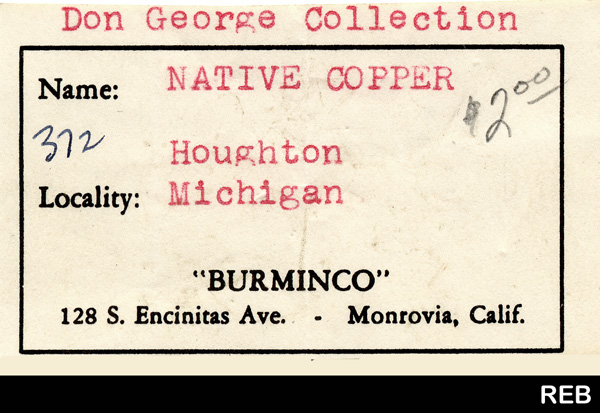 Don George Collection
Name: NATIVE COPPER
$2.00
372
Houghton
Locality: Michigan
"BURMINCO"
128 S. Encinitas Ave. - Monrovia, Calif.
REB